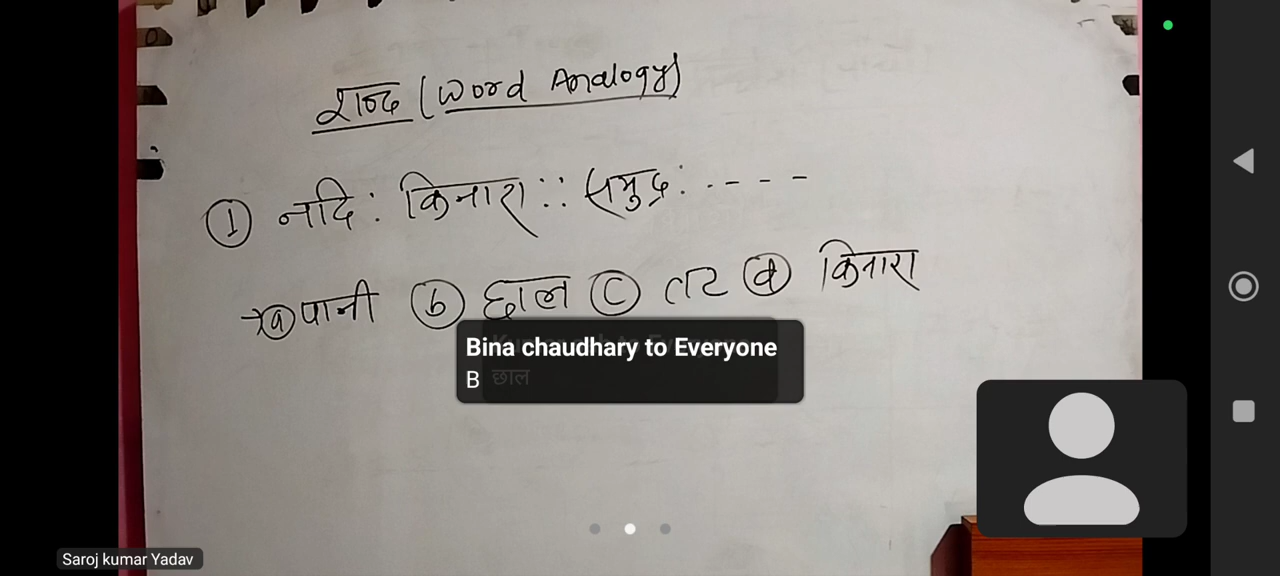 शब्द (Word Analogy)
① नदि : किनारा :: समुद्र : - - - -
→ⓐ पानी ⓑ छाल ⓒ तट ⓓ किनारा
Bina chaudhary to Everyone
B छाल
Saroj kumar Yadav